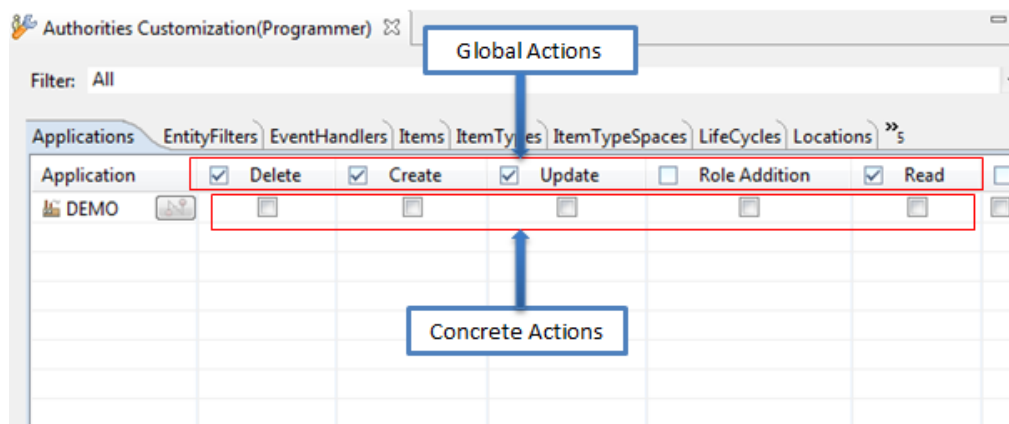 Authorities Customization(Programmer)
Global Actions
Filter: All
Applications EntityFilters EventHandlers Items ItemTypes ItemTypeSpaces LifeCycles Locations »5
Application Delete Create Update Role Addition Read
DEMO
Concrete Actions